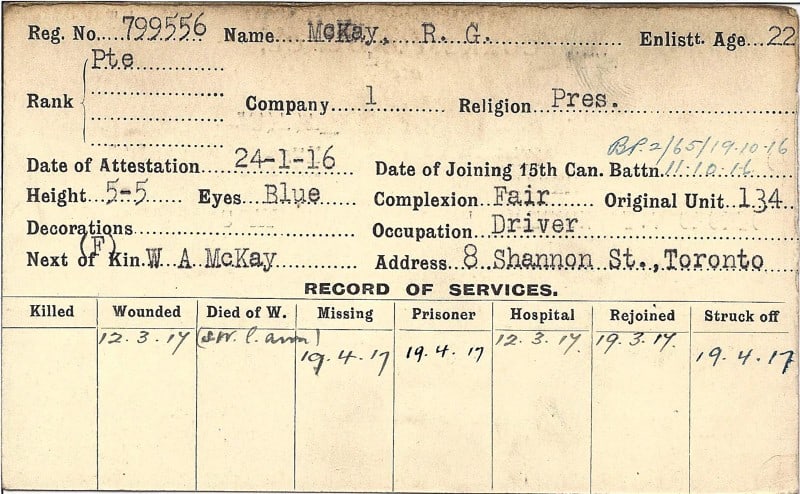 Reg. No. 799556 Name McKay, R. G. Enlistt. Age 22
Pte
Rank Company 1 Religion Pres.
B.P. 2/65/19-10-16
Date of Attestation 24-1-16 Date of Joining 15th Can. Battn. 11-10-16
Height 5-5 Eyes Blue Complexion Fair Original Unit 134
Decorations Occupation Driver
(F)
Next of Kin W A McKay Address 8 Shannon St., Toronto
RECORD OF SERVICES.
Killed Wounded Died of W. Missing Prisoner Hospital Rejoined Struck off
12.3.17 (S.W. l. arm) 12.3.17. 19.3.17.
19.4.17 19.4.17 19.4.17